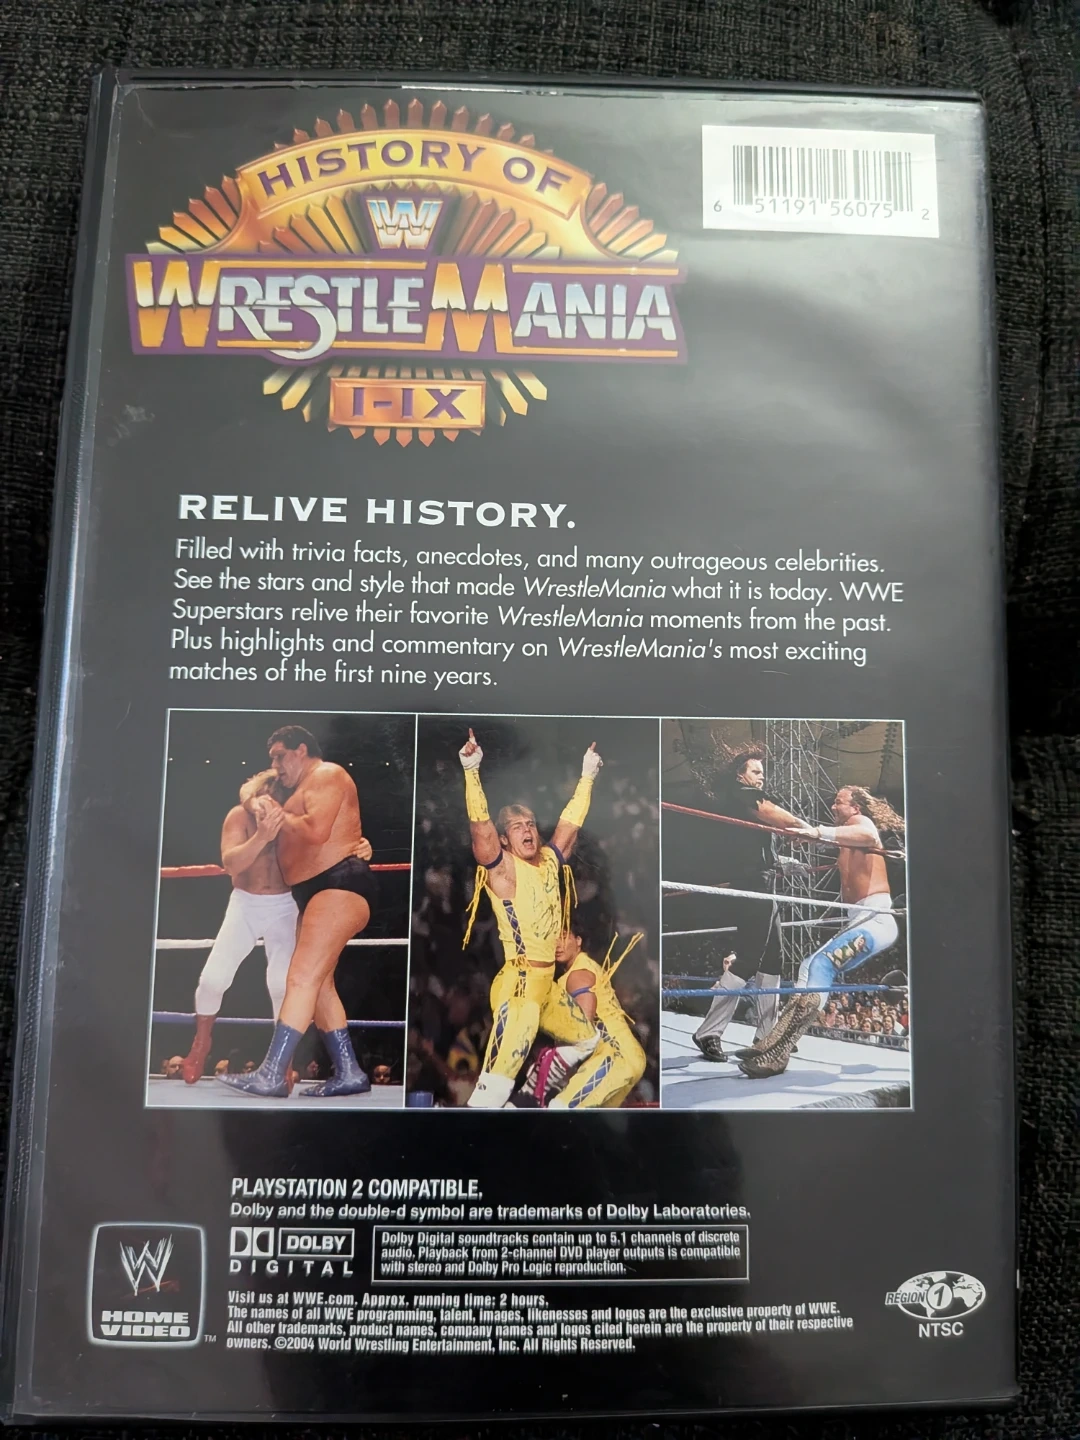 HISTORY OF
W
WRESTLEMANIA
I-IX
6 51191 56075 2
RELIVE HISTORY.
Filled with trivia facts, anecdotes, and many outrageous celebrities.
See the stars and style that made WrestleMania what it is today. WWE
Superstars relive their favorite WrestleMania moments from the past.
Plus highlights and commentary on WrestleMania's most exciting
matches of the first nine years.
PLAYSTATION 2 COMPATIBLE.
Dolby and the double-d symbol are trademarks of Dolby Laboratories.
DOLBY
DIGITAL
Dolby Digital soundtracks contain up to 5.1 channels of discrete
audio. Playback from 2-channel DVD player outputs is compatible
with stereo and Dolby Pro Logic reproduction.
W
HOME
VIDEO TM
Visit us at WWE.com. Approx. running time: 2 hours.
The names of all WWE programming, talent, images, likenesses and logos are the exclusive property of WWE.
All other trademarks, product names, company names and logos cited herein are the property of their respective
owners. ©2004 World Wrestling Entertainment, Inc. All Rights Reserved.
REGION 1
NTSC